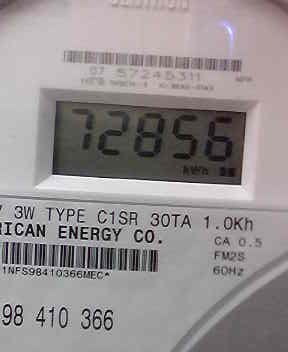 57 57245311
72856
kWh
3W TYPE C1SR 30TA 1.0Kh
RICAN ENERGY CO.
CA 0.5
FM2S
60Hz
1NFS98410366MEC*
98 410 366